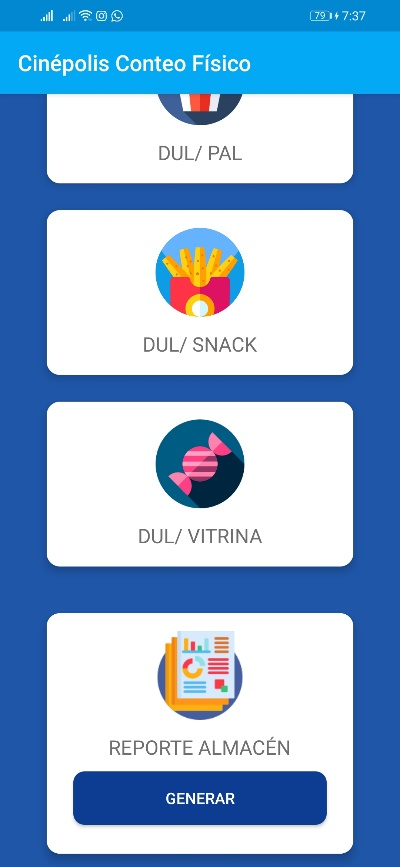 79 7:37
Cinépolis Conteo Físico
DUL/ PAL
DUL/ SNACK
DUL/ VITRINA
REPORTE ALMACÉN
GENERAR